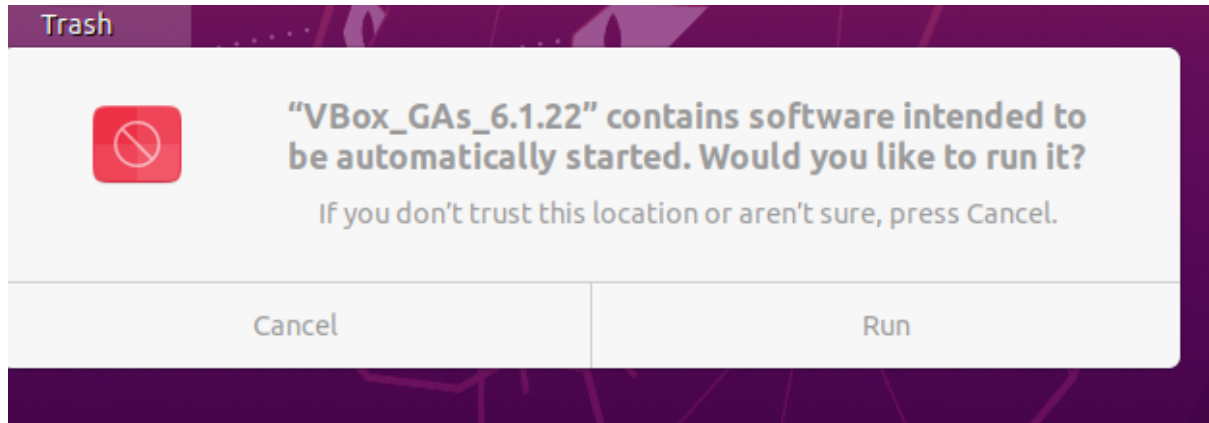 Trash
“VBox_GAs_6.1.22” contains software intended to
be automatically started. Would you like to run it?
If you don’t trust this location or aren’t sure, press Cancel.
Cancel
Run